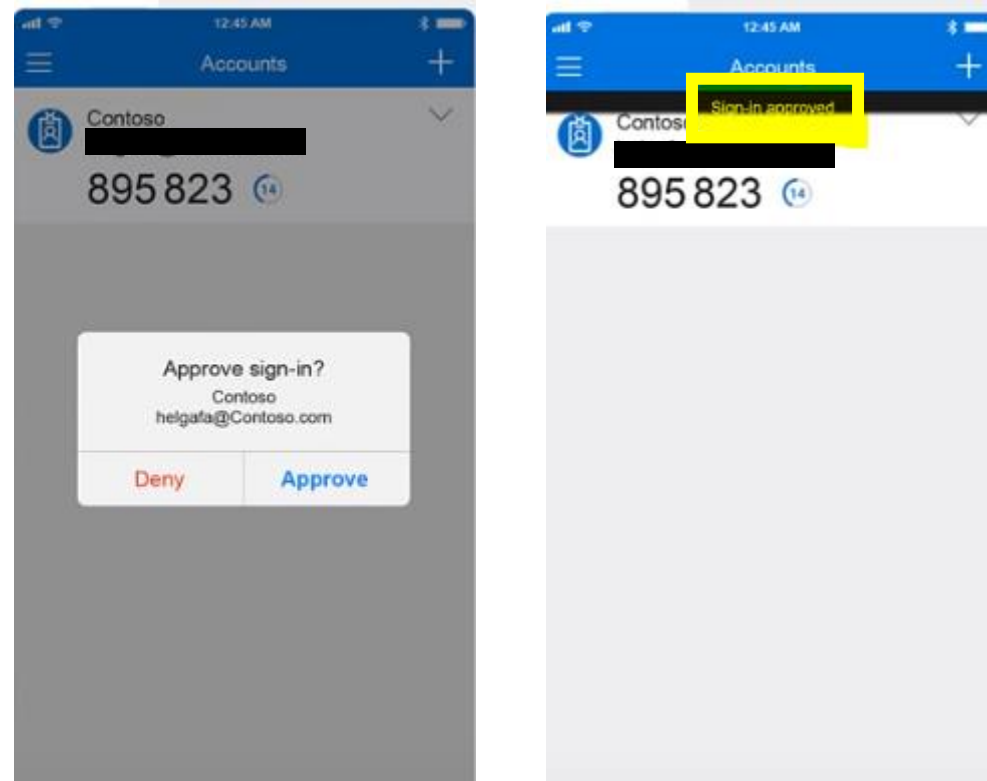 12:45 AM
Accounts
Contoso
895 823
14
Approve sign-in?
Contoso
helgafa@Contoso.com
Deny
Approve
12:45 AM
Accounts
Sign-in approved
Contoso
895 823
14